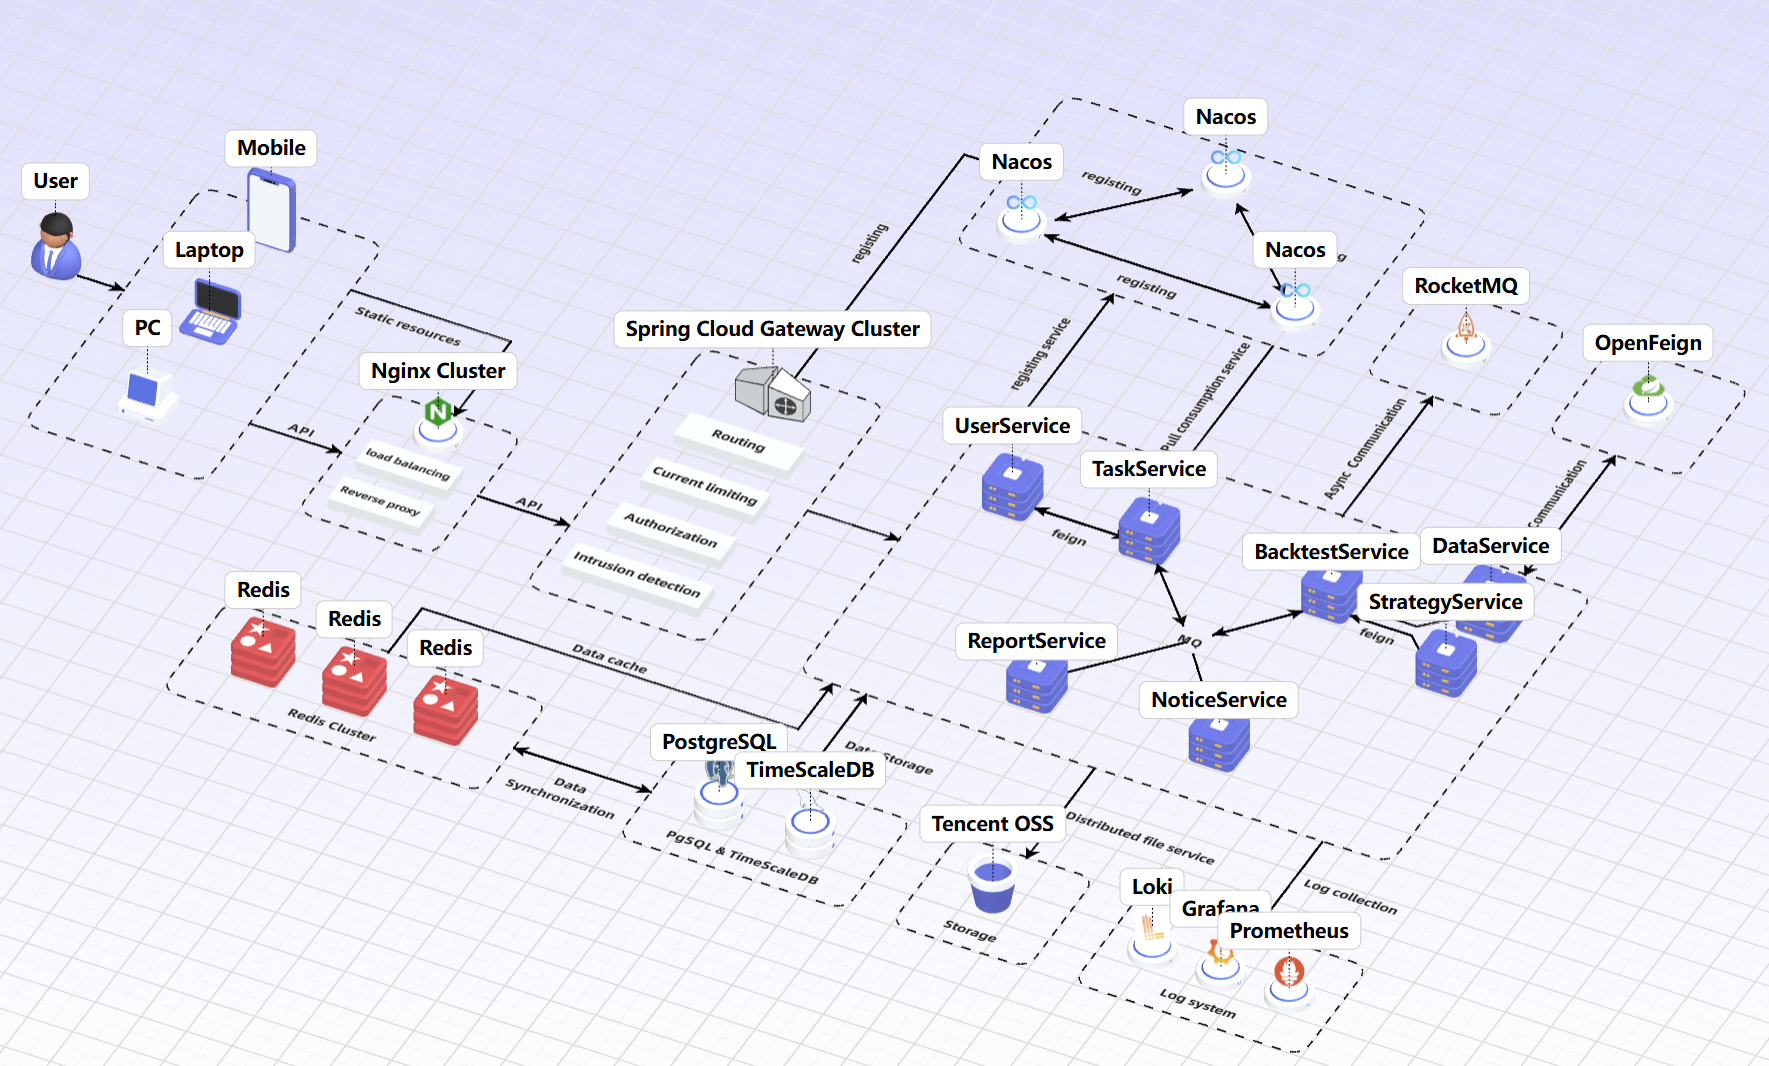 User
Mobile
Laptop
PC
Static resources
API
Nginx Cluster
load balancing
Reverse proxy
API
Spring Cloud Gateway Cluster
Routing
Current limiting
Authorization
Intrusion detection
registing
Nacos
Nacos
Nacos
registing
registing
registing service
Pull consumption service
RocketMQ
OpenFeign
Async Communication
Communication
UserService
TaskService
feign
BacktestService
DataService
StrategyService
feign
MQ
ReportService
NoticeService
Redis
Redis
Redis
Redis Cluster
Data cache
Data
Synchronization
PostgreSQL
TimeScaleDB
PgSQL & TimeScaleDB
Data Storage
Tencent OSS
Storage
Distributed file service
Log collection
Loki
Grafana
Prometheus
Log system